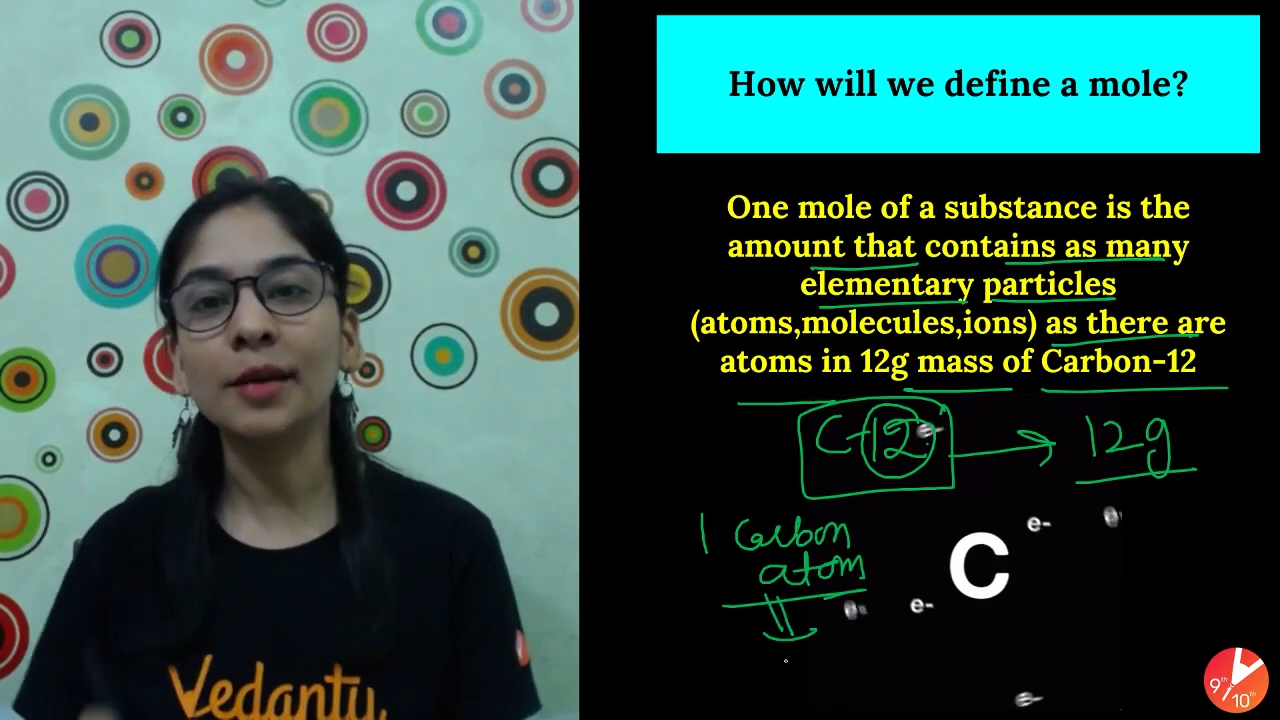 How will we define a mole?
One mole of a substance is the
amount that contains as many
elementary particles
(atoms,molecules,ions) as there are
atoms in 12g mass of Carbon-12
C-12 → 12g
1 Carbon
atom
e-
C
e-
Vedantu
9th 10th